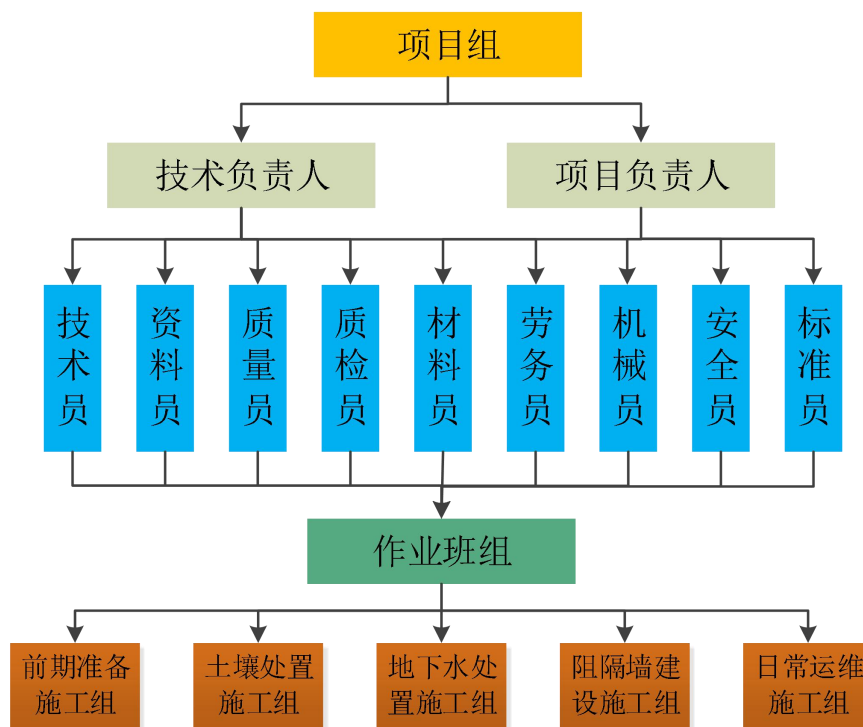 项目组
技术负责人
项目负责人
技术员
资料员
质量员
质检员
材料员
劳务员
机械员
安全员
标准员
作业班组
前期准备
施工组
土壤处置
施工组
地下水处
置施工组
阻隔墙建
设施工组
日常运维
施工组